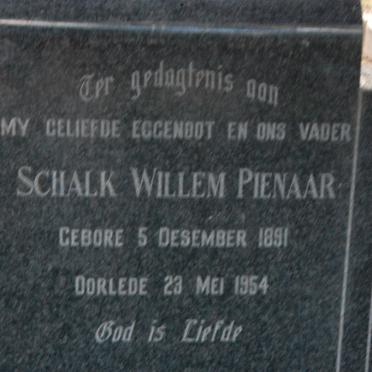 Ter gedagtenis aan
MY GELIEFDE EGGENOOT EN ONS VADER
SCHALK WILLEM PIENAAR
GEBORE 5 DESEMBER 1891
OORLEDE 23 MEI 1954
God is Liefde